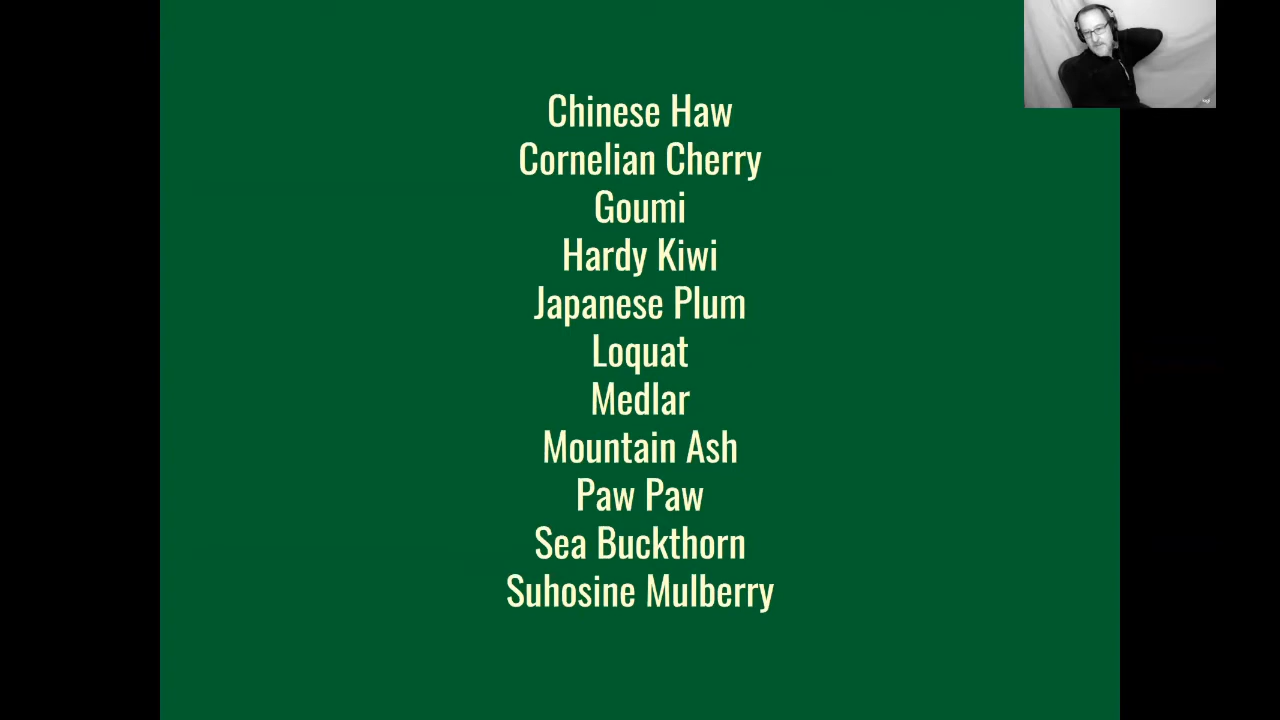 Chinese Haw
Cornelian Cherry
Goumi
Hardy Kiwi
Japanese Plum
Loquat
Medlar
Mountain Ash
Paw Paw
Sea Buckthorn
Suhosine Mulberry